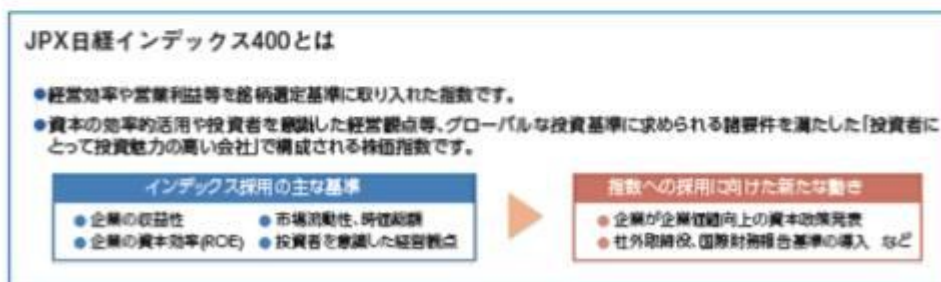 JPX日経インデックス400とは
●経営効率や営業利益等を銘柄選定基準に取り入れた指数です。
●資本の効率的活用や投資者を意識した経営観点等、グローバルな投資基準に求められる諸要件を満たした「投資者に
とって投資魅力の高い会社」で構成される株価指数です。
インデックス採用の主な基準
●企業の収益性 ●市場流動性、時価総額
●企業の資本効率(ROE) ●投資者を意識した経営観点
指数への採用に向けた新たな動き
●企業が企業価値向上の資本政策発表
●社外取締役、国際財務報告基準の導入 など